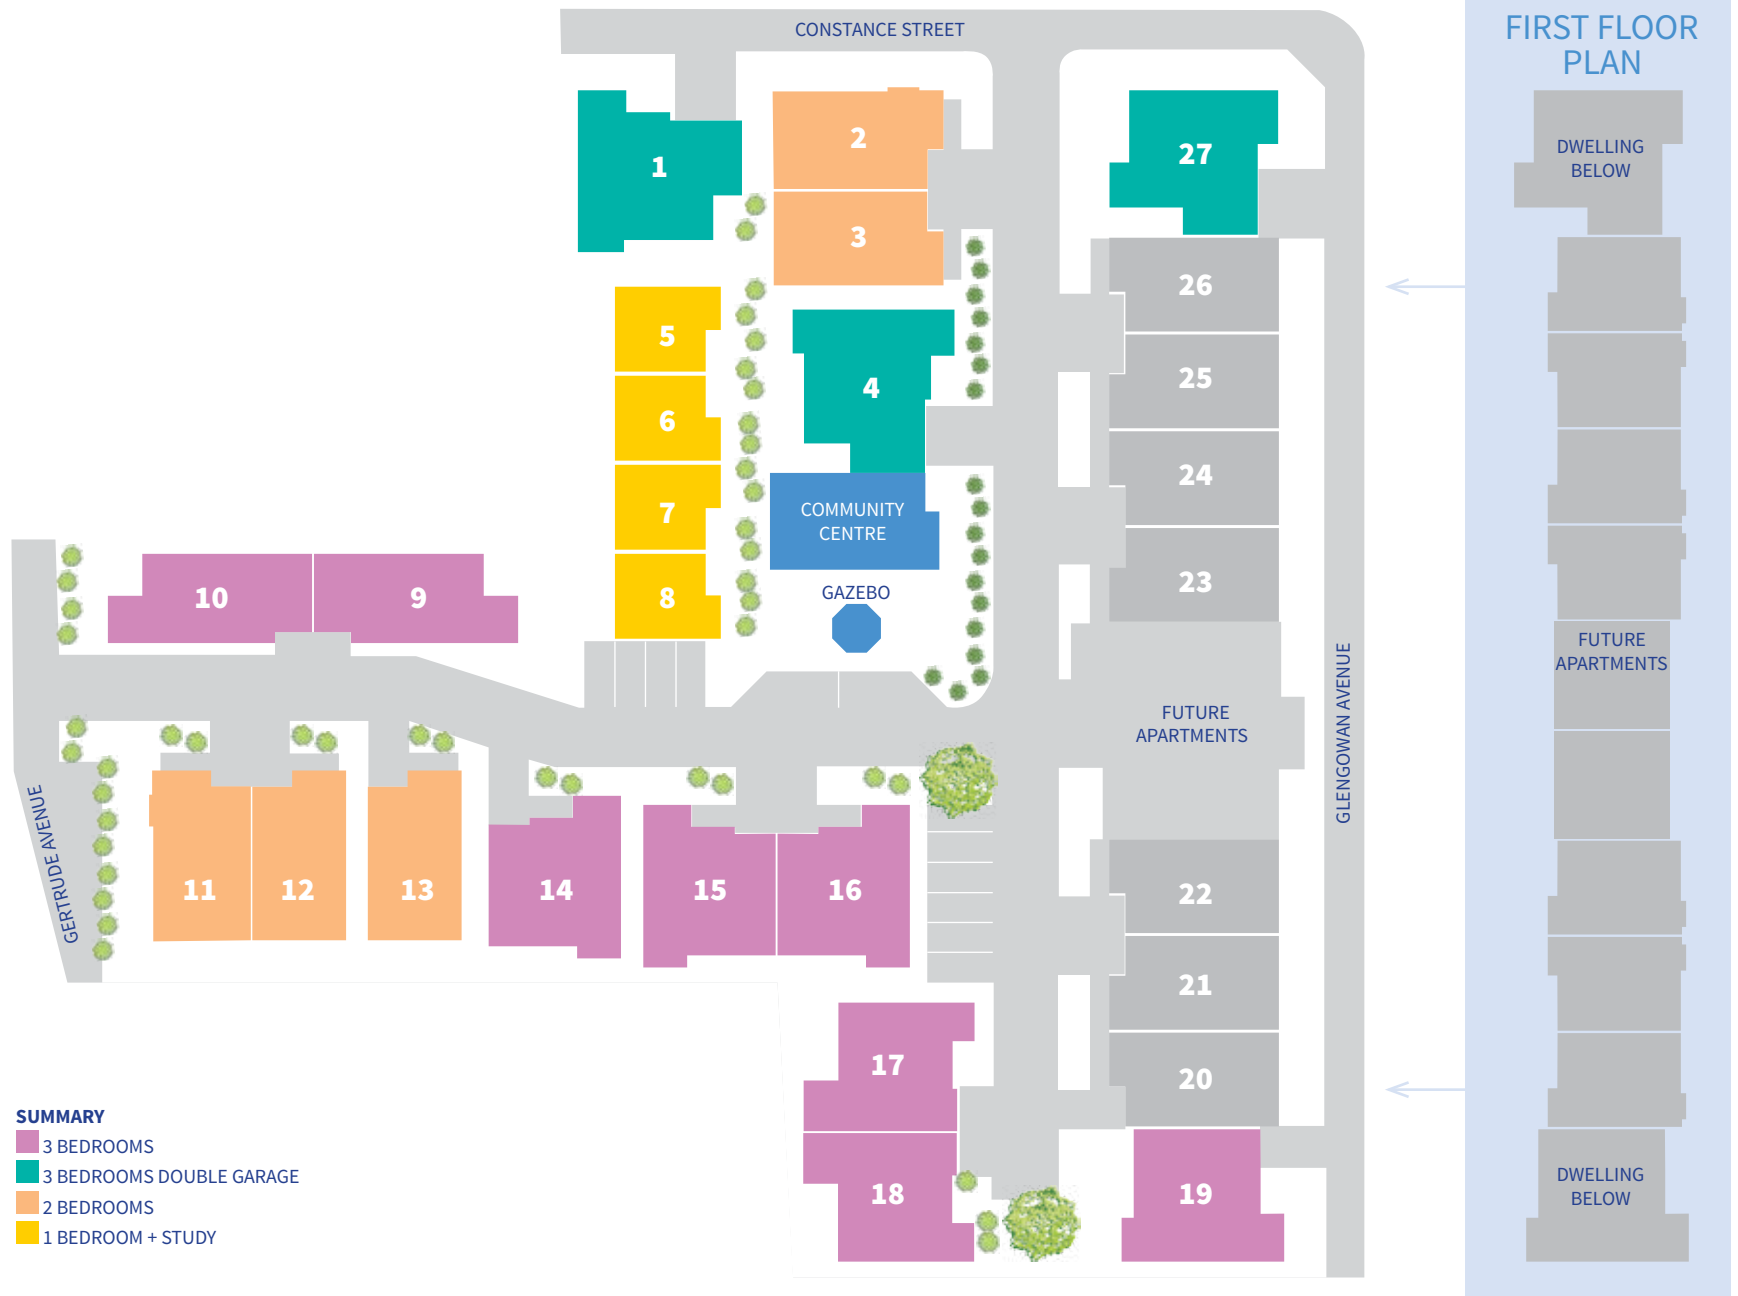 CONSTANCE STREET
FIRST FLOOR
PLAN
1
2
3
27
DWELLING
BELOW
26
5
4
25
6
24
7
COMMUNITY
CENTRE
23
10
9
8
GAZEBO
FUTURE
APARTMENTS
FUTURE
APARTMENTS
GLENGOWAN AVENUE
GERTRUDE AVENUE
11
12
13
14
15
16
22
21
17
20
18
19
DWELLING
BELOW
SUMMARY
3 BEDROOMS
3 BEDROOMS DOUBLE GARAGE
2 BEDROOMS
1 BEDROOM + STUDY